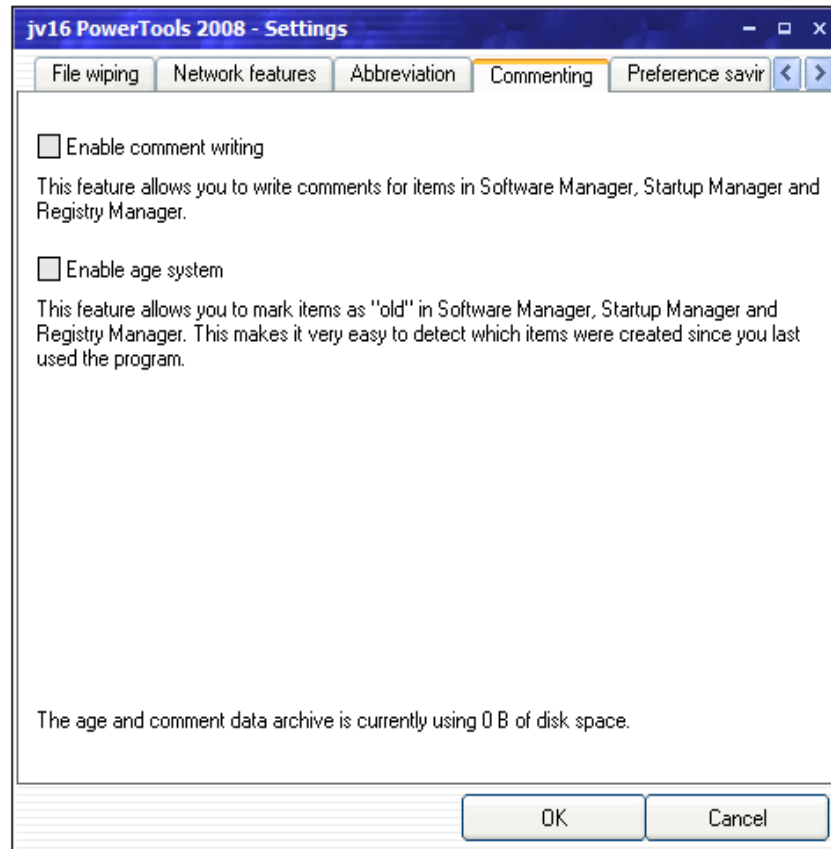 jv16 PowerTools 2008 - Settings
File wiping Network features Abbreviation Commenting Preference savir
Enable comment writing
This feature allows you to write comments for items in Software Manager, Startup Manager and
Registry Manager.
Enable age system
This feature allows you to mark items as "old" in Software Manager, Startup Manager and
Registry Manager. This makes it very easy to detect which items were created since you last
used the program.
The age and comment data archive is currently using 0 B of disk space.
OK Cancel